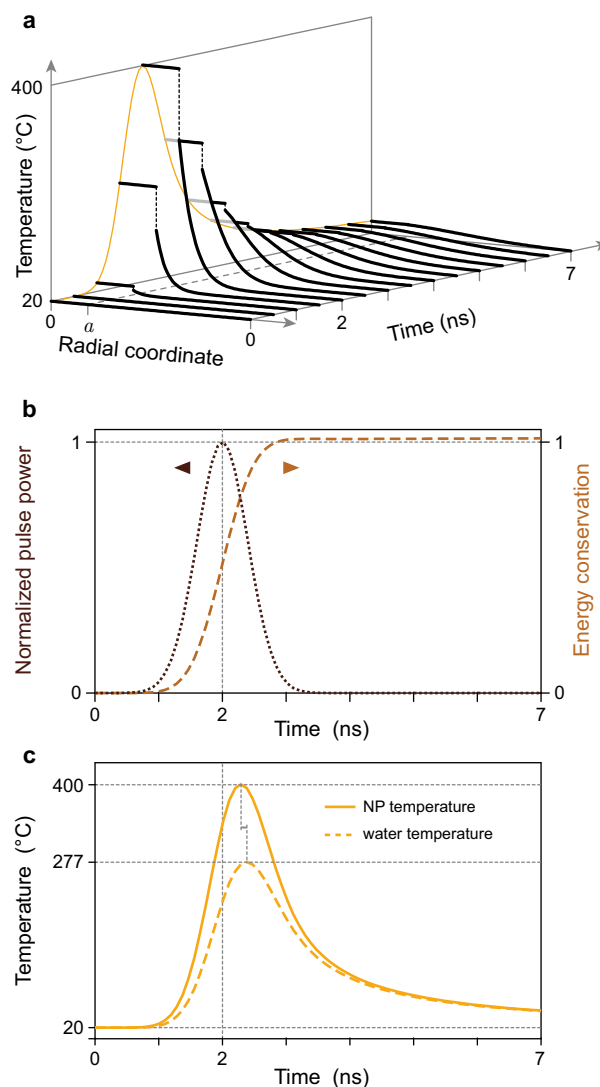 a
400
Temperature (°C)
20
0
a
Radial coordinate
0
2
Time (ns)
7
b
Normalized pulse power
1
0
1
0
Energy conservation
0
2
7
Time (ns)
c
Temperature (°C)
400
277
20
NP temperature
water temperature
τ
0
2
7
Time (ns)